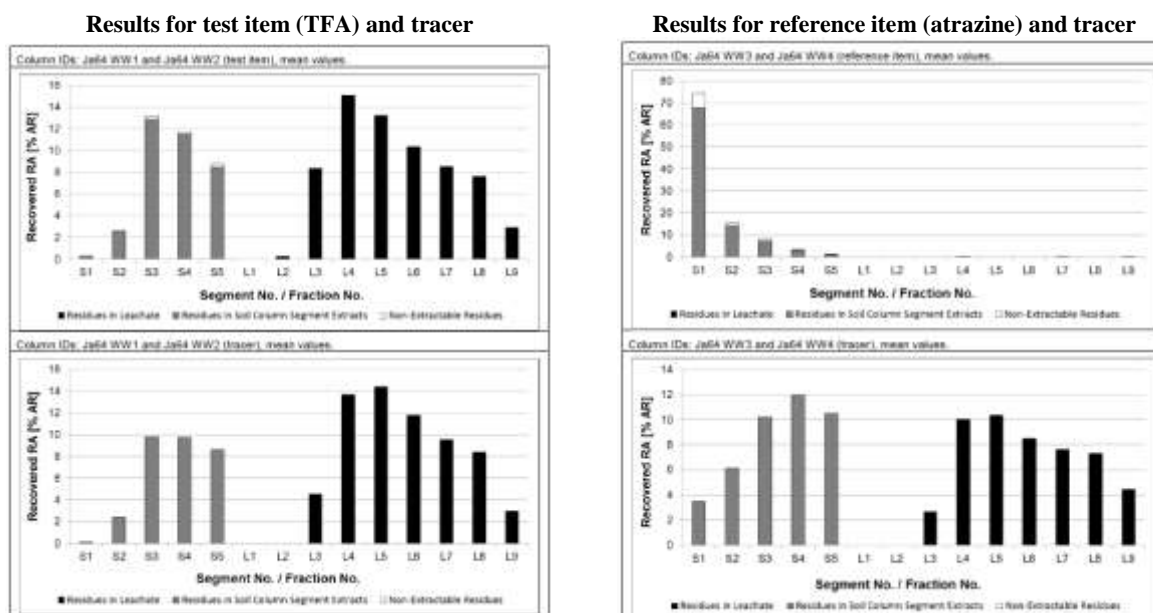 Results for test item (TFA) and tracer
Column IDs: Ja64 WW1 and Ja64 WW2 (test item), mean values.
Recovered RA [% AR]
16
14
12
10
8
6
4
2
0
S1 S2 S3 S4 S5 L1 L2 L3 L4 L5 L6 L7 L8 L9
Segment No. / Fraction No.
Residues in Leachate Residues in Soil Column Segment Extracts Non-Extractable Residues
Column IDs: Ja64 WW1 and Ja64 WW2 (tracer), mean values.
Recovered RA [% AR]
16
14
12
10
8
6
4
2
0
S1 S2 S3 S4 S5 L1 L2 L3 L4 L5 L6 L7 L8 L9
Segment No. / Fraction No.
Residues in Leachate Residues in Soil Column Segment Extracts Non-Extractable Residues
Results for reference item (atrazine) and tracer
Column IDs: Ja64 WW3 and Ja64 WW4 (reference item), mean values.
Recovered RA [% AR]
80
70
60
50
40
30
20
10
0
S1 S2 S3 S4 S5 L1 L2 L3 L4 L5 L6 L7 L8 L9
Segment No. / Fraction No.
Residues in Leachate Residues in Soil Column Segment Extracts Non-Extractable Residues
Column IDs: Ja64 WW3 and Ja64 WW4 (tracer), mean values.
Recovered RA [% AR]
14
12
10
8
6
4
2
0
S1 S2 S3 S4 S5 L1 L2 L3 L4 L5 L6 L7 L8 L9
Segment No. / Fraction No.
Residues in Leachate Residues in Soil Column Segment Extracts Non-Extractable Residues